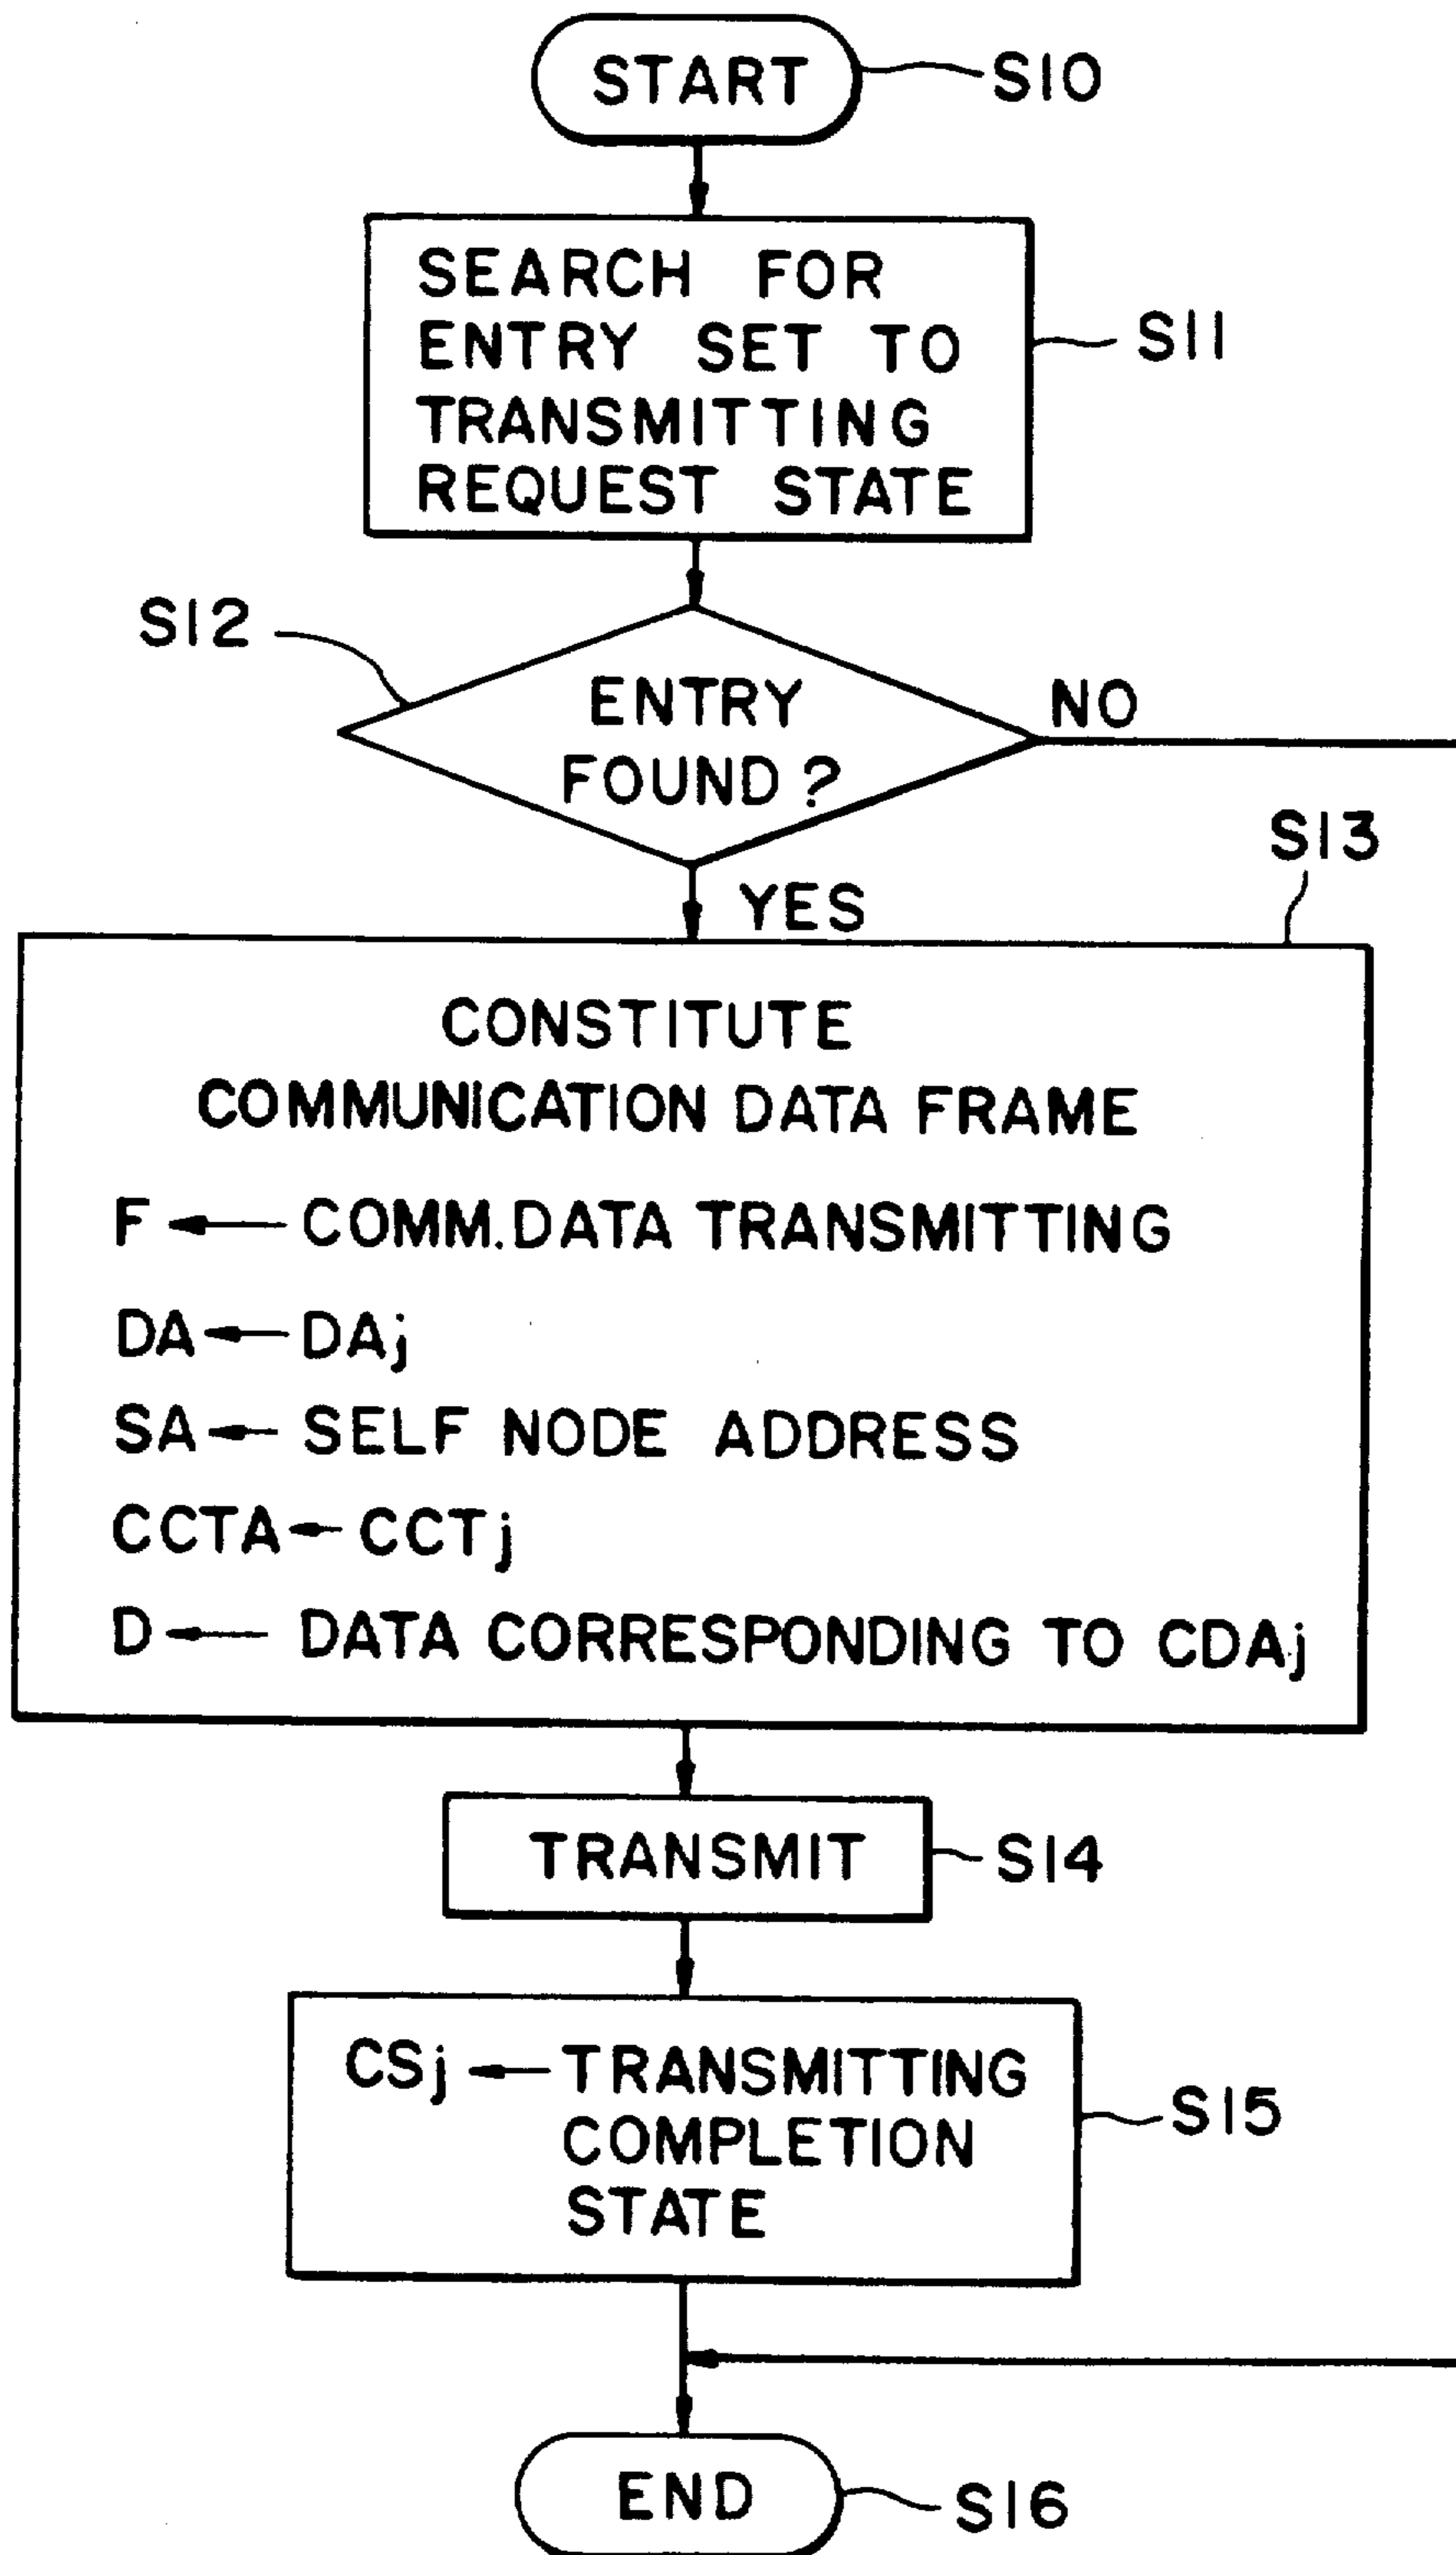 START
S10
SEARCH FOR
ENTRY SET TO
TRANSMITTING
REQUEST STATE
S11
S12
ENTRY
FOUND?
NO
YES
S13
CONSTITUTE
COMMUNICATION DATA FRAME
F ← COMM. DATA TRANSMITTING
DA ← DAj
SA ← SELF NODE ADDRESS
CCTA ← CCTj
D ← DATA CORRESPONDING TO CDAj
TRANSMIT
S14
CSj ← TRANSMITTING
COMPLETION
STATE
S15
END
S16